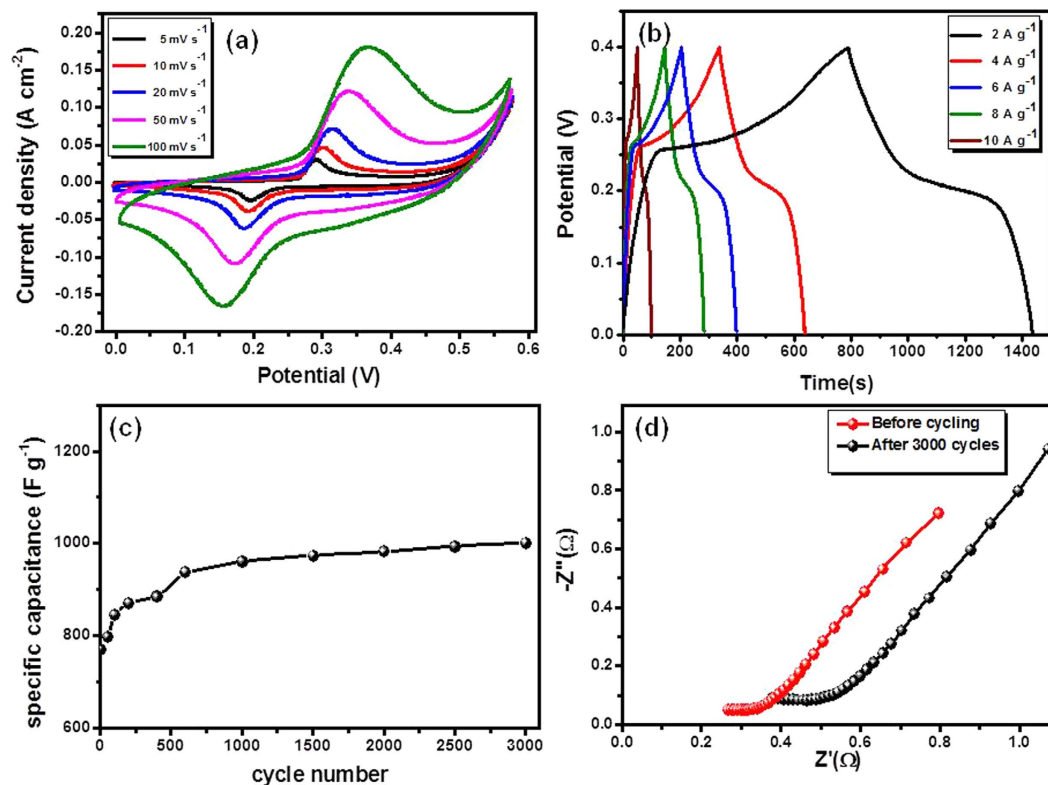 (a)
5 mV s⁻¹
10 mV s⁻¹
20 mV s⁻¹
50 mV s⁻¹
100 mV s⁻¹
Current density (A cm⁻²)
0.20
0.15
0.10
0.05
0.00
-0.05
-0.10
-0.15
-0.20
0.0 0.1 0.2 0.3 0.4 0.5 0.6
Potential (V)
(b)
2 A g⁻¹
4 A g⁻¹
6 A g⁻¹
8 A g⁻¹
10 A g⁻¹
Potential (V)
0.4
0.3
0.2
0.1
0.0
0 200 400 600 800 1000 1200 1400
Time(s)
(c)
specific capacitance (F g⁻¹)
1200
1000
800
600
0 500 1000 1500 2000 2500 3000
cycle number
(d)
Before cycling
After 3000 cycles
-Z"(Ω)
1.0
0.8
0.6
0.4
0.2
0.0
0.0 0.2 0.4 0.6 0.8 1.0
Z'(Ω)